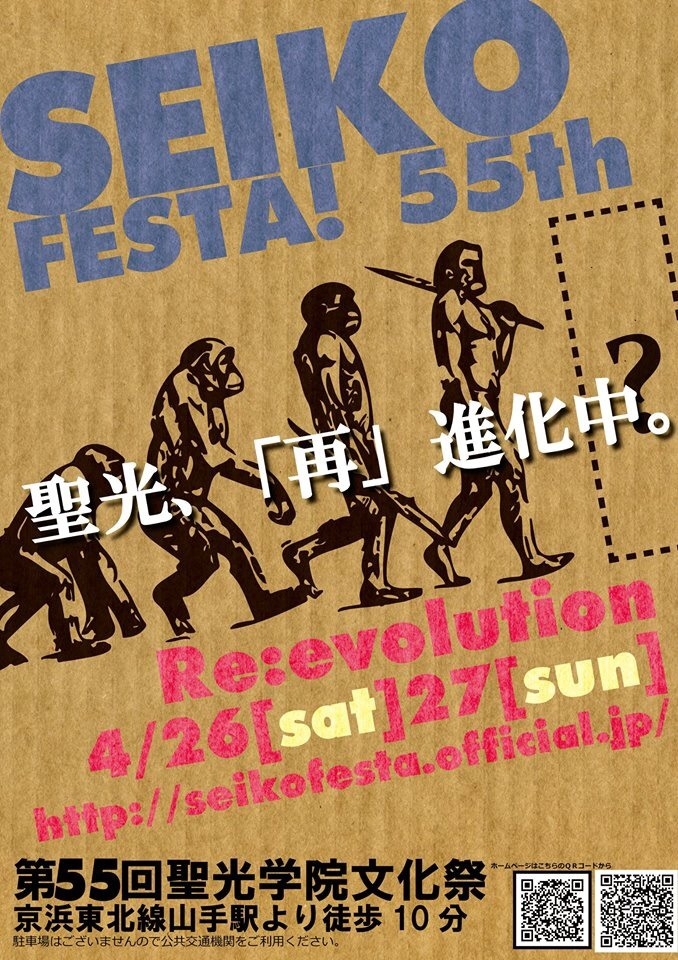 SEIKO
FESTA! 55th
?
聖光、「再」進化中。
Re:evolution
4/26[sat]27[sun]
http://seikofesta.official.jp/
ホームページはこちらのQRコードから
第55回聖光学院文化祭
京浜東北線山手駅より徒歩 10 分
駐車場はございませんので公共交通機関をご利用ください。